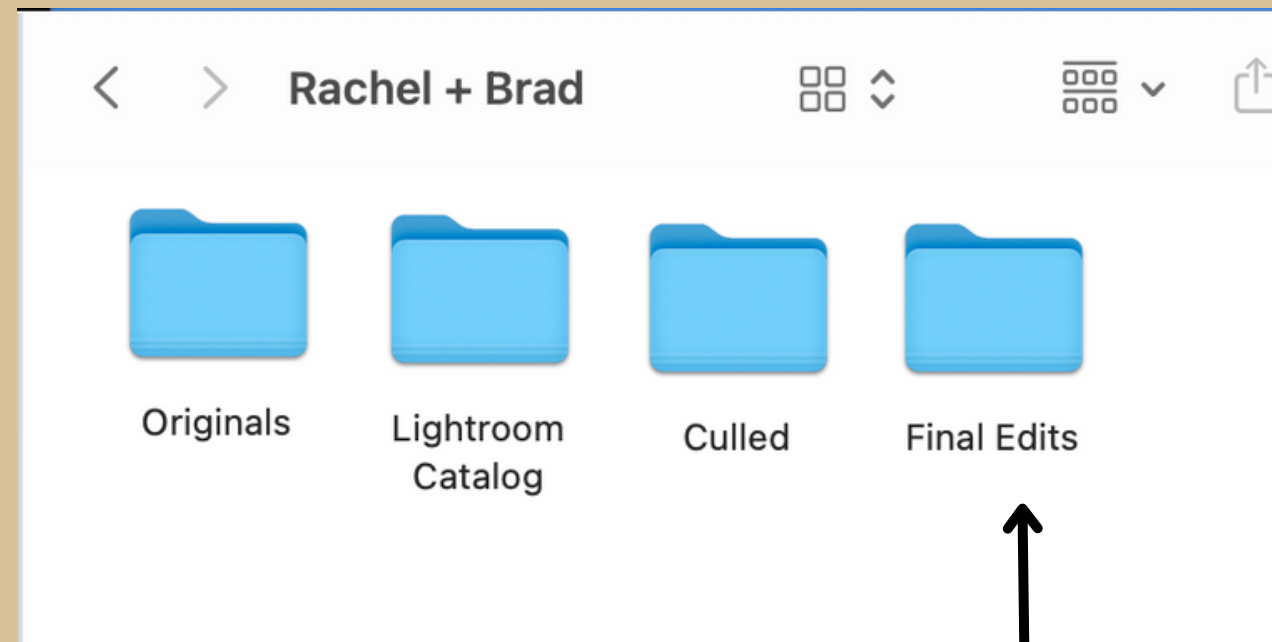 Rachel + Brad
Originals
Lightroom
Catalog
Culled
Final Edits